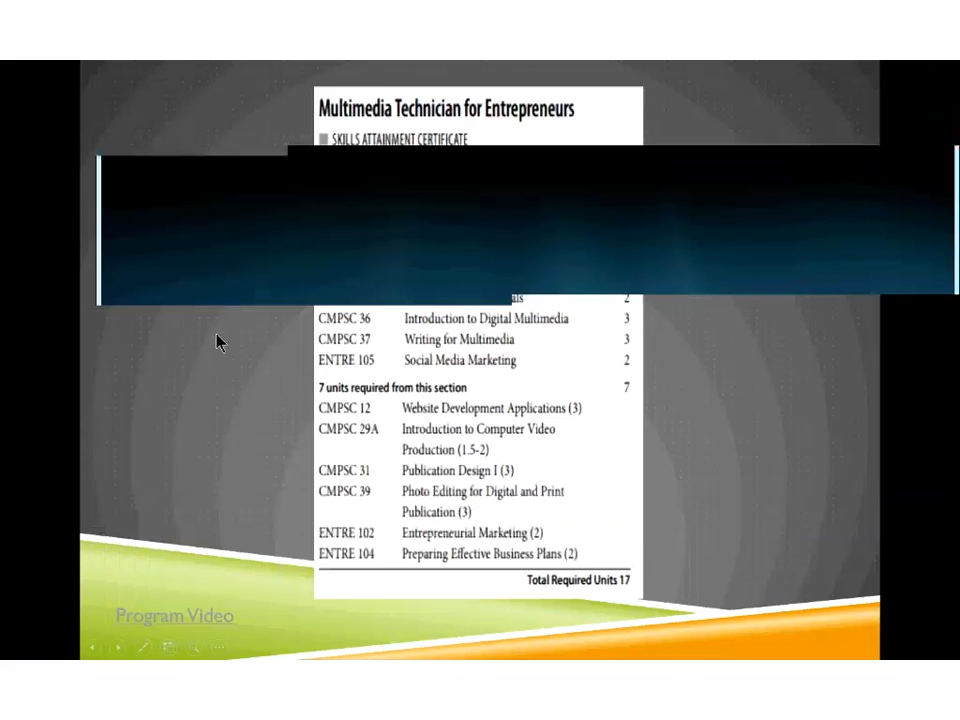 Multimedia Technician for Entrepreneurs
SKILLS ATTAINMENT CERTIFICATE
2
CMPSC 36 Introduction to Digital Multimedia 3
CMPSC 37 Writing for Multimedia 3
ENTRE 105 Social Media Marketing 2
7 units required from this section 7
CMPSC 12 Website Development Applications (3)
CMPSC 29A Introduction to Computer Video
Production (1.5-2)
CMPSC 31 Publication Design I (3)
CMPSC 39 Photo Editing for Digital and Print
Publication (3)
ENTRE 102 Entrepreneurial Marketing (2)
ENTRE 104 Preparing Effective Business Plans (2)
Total Required Units 17
Program Video